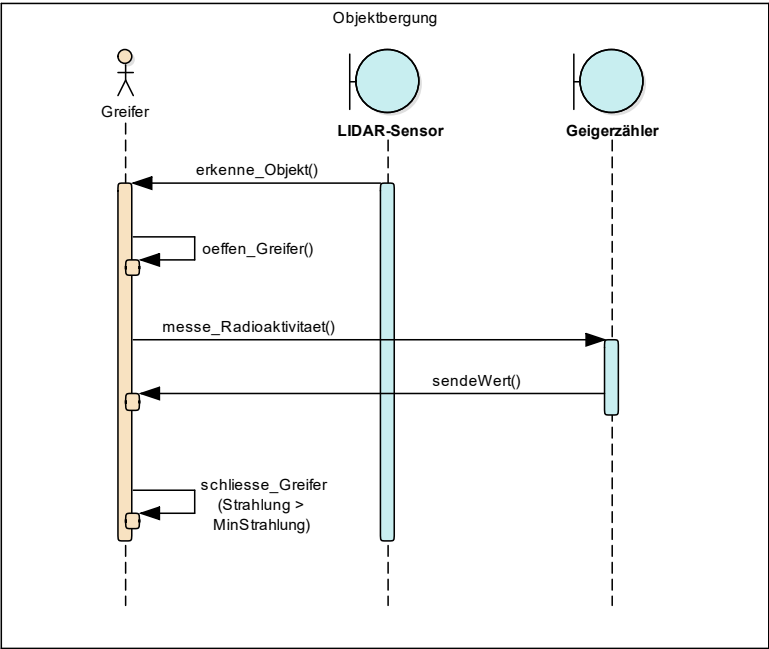 Objektbergung
Greifer
LIDAR-Sensor
Geigerzähler
erkenne_Objekt()
oeffen_Greifer()
messe_Radioaktivitaet()
sendeWert()
schliesse_Greifer
(Strahlung >
MinStrahlung)